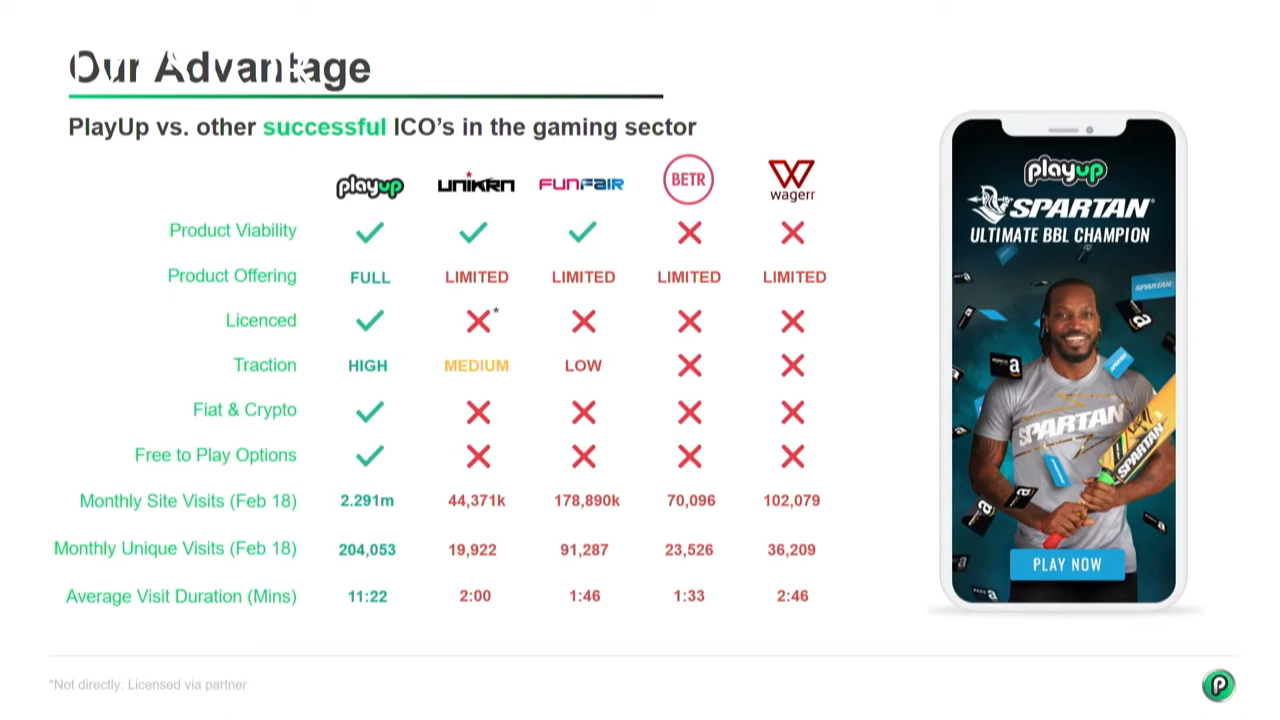 Our Advantage
PlayUp vs. other successful ICO's in the gaming sector
playup UNIKRN FUNFAIR BETR wagerr
Product Viability
Product Offering FULL LIMITED LIMITED LIMITED LIMITED
Licenced *
Traction HIGH MEDIUM LOW
Fiat & Crypto
Free to Play Options
Monthly Site Visits (Feb 18) 2.291m 44,371k 178,890k 70,096 102,079
Monthly Unique Visits (Feb 18) 204,053 19,922 91,287 23,526 36,209
Average Visit Duration (Mins) 11:22 2:00 1:46 1:33 2:46
playup
SPARTAN
ULTIMATE BBL CHAMPION
SPARTAN
SPARTAN
SPARTAN
PLAY NOW
*Not directly. Licensed via partner